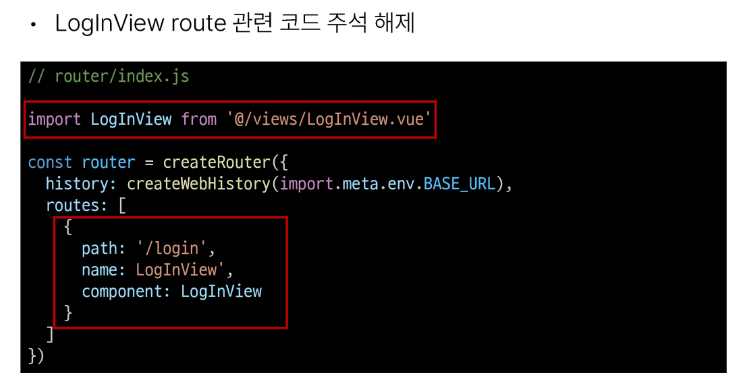 • LogInView route 관련 코드 주석 해제
// router/index.js
import LogInView from '@/views/LogInView.vue'
const router = createRouter({
  history: createWebHistory(import.meta.env.BASE_URL),
  routes: [
    {
      path: '/login',
      name: LogInView',
      component: LogInView
    }
  ]
})